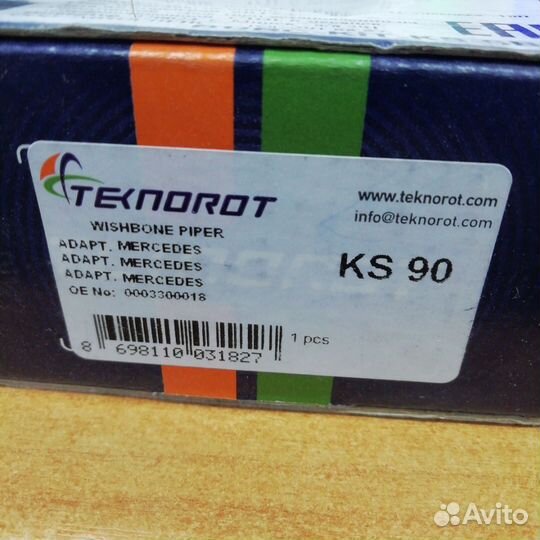 TEKNOROT
www.teknorot.com
info@teknorot.com
WISHBONE PIPER
ADAPT. MERCEDES
ADAPT. MERCEDES
ADAPT. MERCEDES
OE No: 0003300018
KS 90
1 pcs
8 698110 031827
Avito